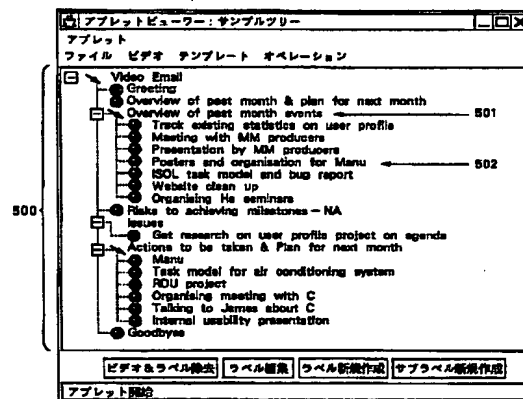 アプレットビューワー：サンプルツリー
アプレット
ファイル ビデオ テンプレート オペレーション
Video Email
Greeting
Overview of past month & plan for next month
Overview of past month events
501
Track existing statistics on user profile
Meeting with MM producers
Presentation by MM producers
Posters and organisation for Manu
502
ISOL task model and bug report
Website clean up
Organising He seminars
500
Risks to achieving milestones – NA
Issues
Get research on user profile project on agenda
Actions to be taken & Plan for next month
Manu
Task model for air conditioning system
RDU project
Organising meeting with C
Talking to James about C
Internal usability presentation
Goodbyes
ビデオ&ラベル除去 ラベル編集 ラベル新規作成 サブラベル新規作成
アプレット開始